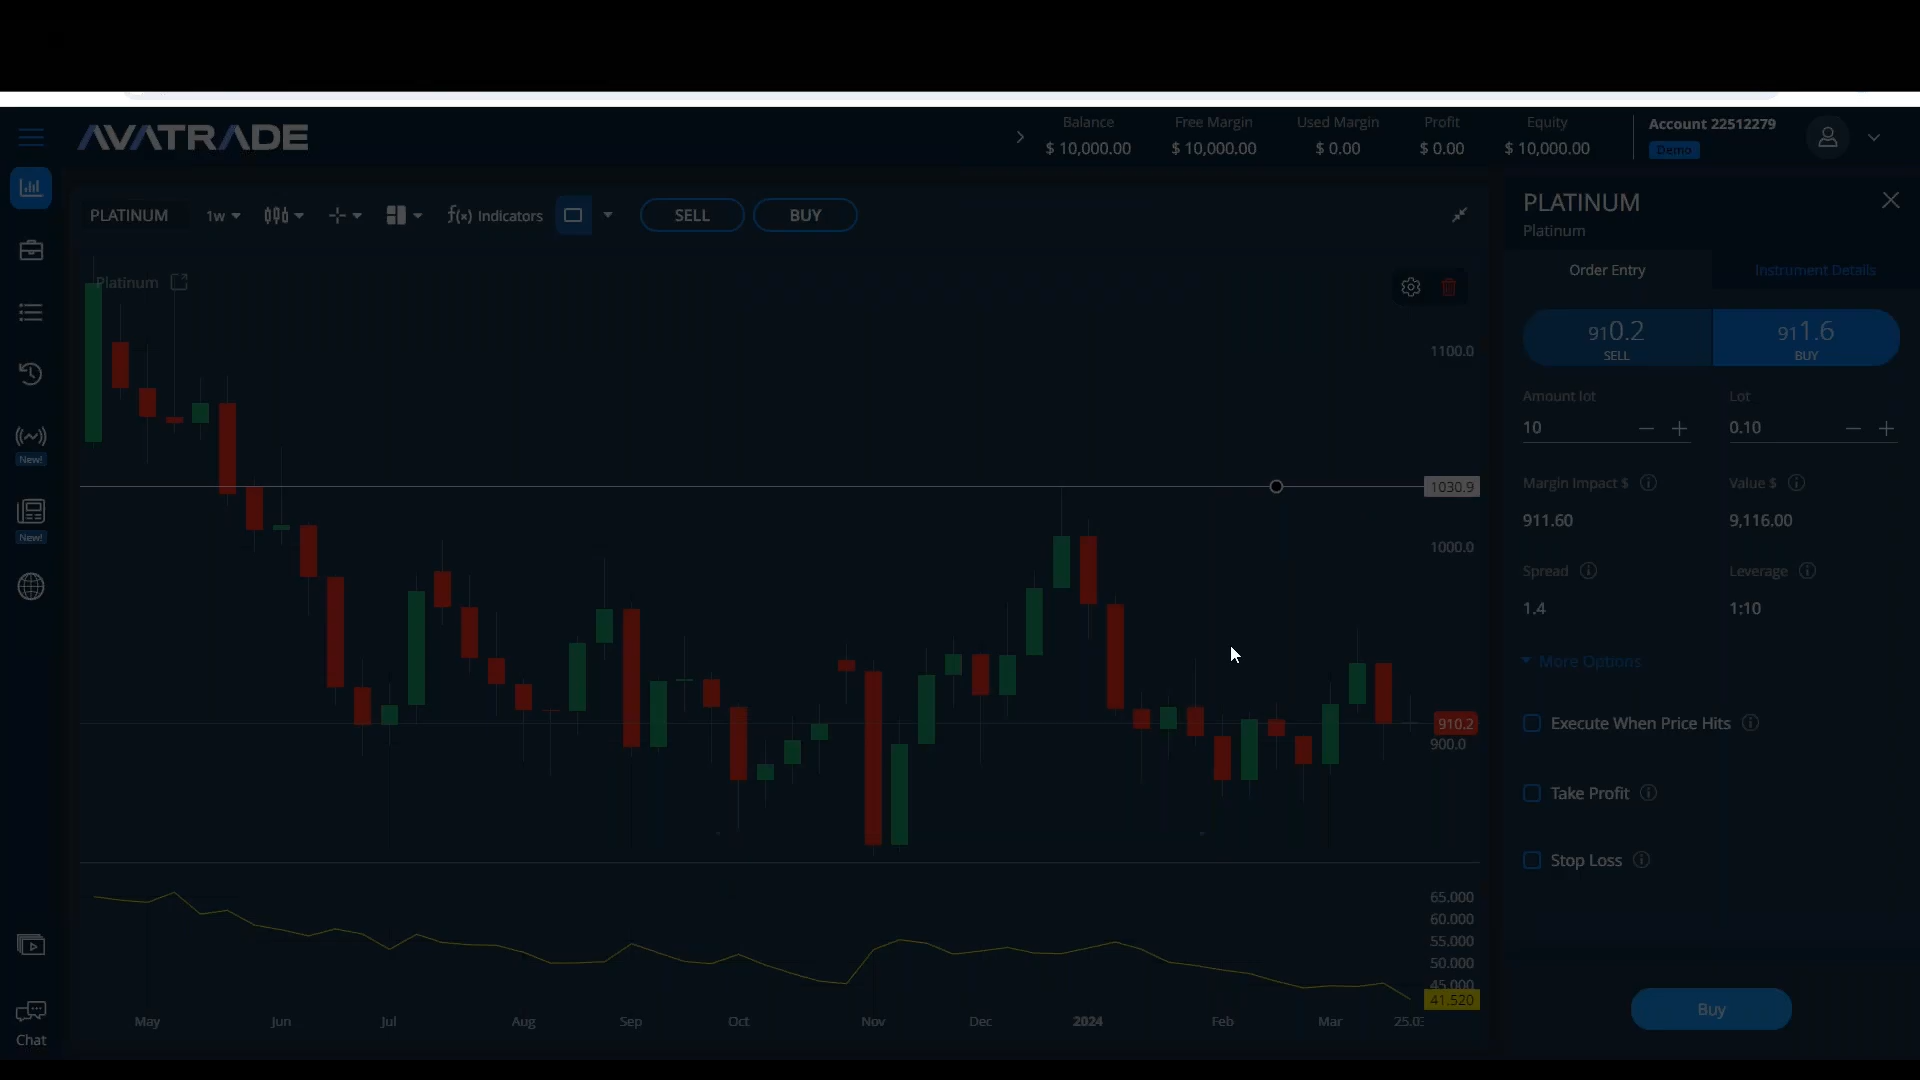 AVATRADE
Balance Free Margin Used Margin Profit Equity
$ 10,000.00 $ 10,000.00 $ 0.00 $ 0.00 $ 10,000.00
Account 22512279
Demo
PLATINUM 1w f(x) Indicators SELL BUY
Platinum
1100.0
1030.9
1000.0
910.2
900.0
65.000
60.000
55.000
50.000
45.000
41.520
May Jun Jul Aug Sep Oct Nov Dec 2024 Feb Mar 25.0
New!
New!
Chat
PLATINUM
Platinum
Order Entry Instrument Details
910.2 911.6
SELL BUY
Amount lot Lot
10 0.10
Margin Impact $ Value $
911.60 9,116.00
Spread Leverage
1.4 1:10
More Options
Execute When Price Hits
Take Profit
Stop Loss
Buy